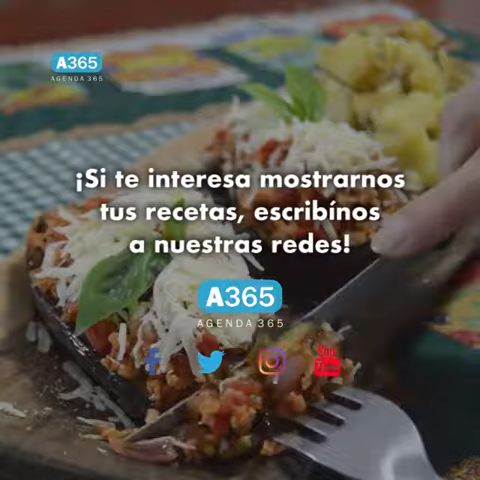 A365
AGENDA 365
¡Si te interesa mostrarnos
tus recetas, escribínos
a nuestras redes!
A365
AGENDA 365
You
Tube